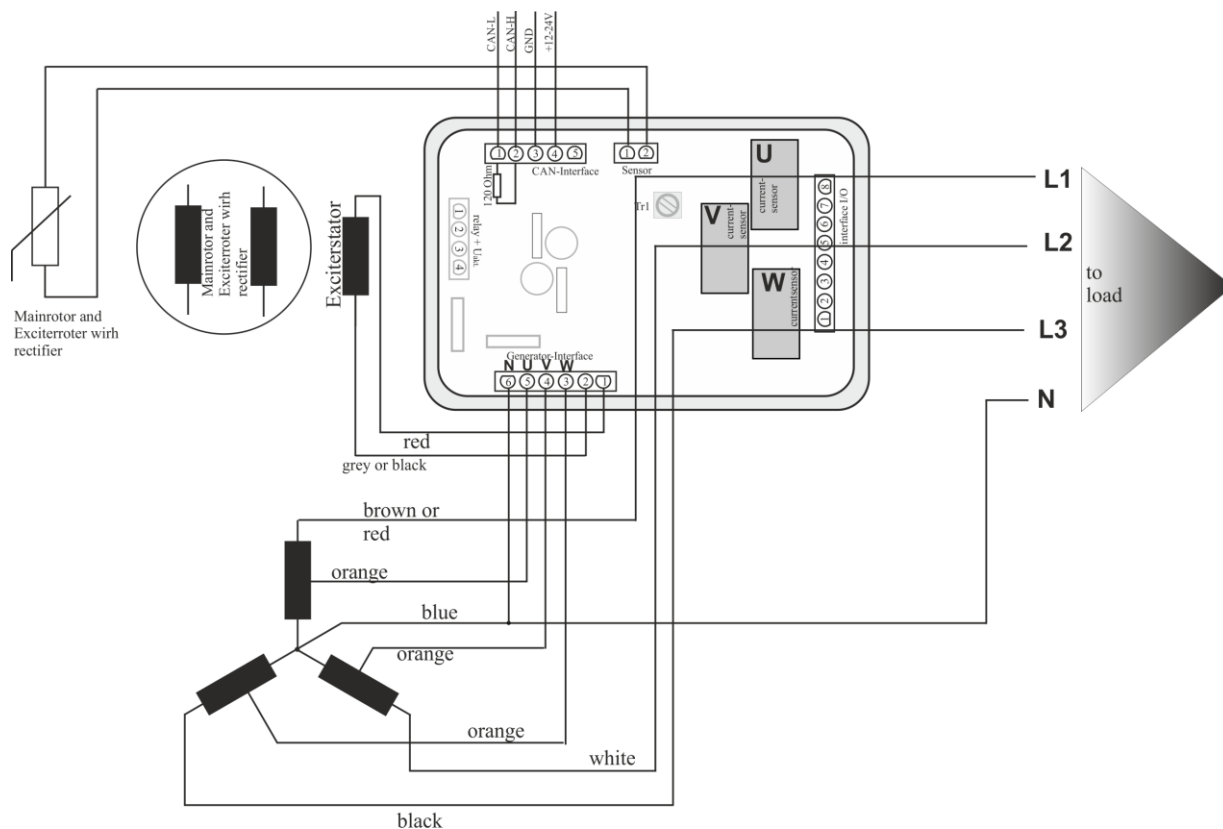 CAN-L
CAN-H
GND
+12-24V
1 2 3 4 5
CAN-Interface
120 Ohm
1 2
Sensor
Tr1
U
current-
sensor
V
current-
sensor
W
currentsensor
8
7
6
5
4
3
2
1
interface I/O
1
2
3
4
N U V W
Generator-Interface
6 5 4 3 2 1
Mainrotor and
Exciterroter wirh
rectifier
Mainrotor and
Exciterroter wirh
rectifier
Exciterstator
L1
L2
L3
N
to
load
red
grey or black
brown or
red
orange
blue
orange
orange
white
black